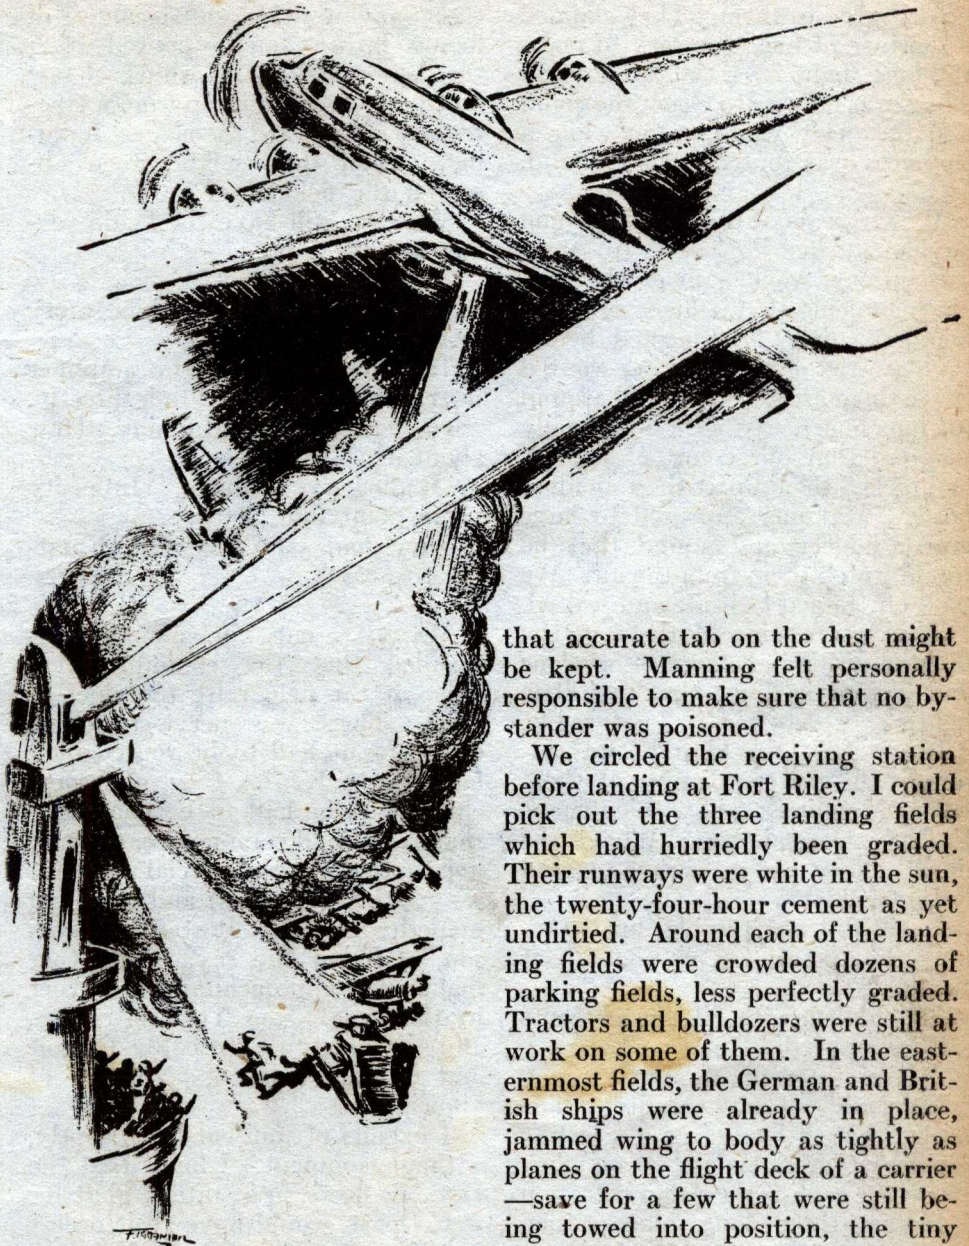 that accurate tab on the dust might
be kept. Manning felt personally
responsible to make sure that no by-
stander was poisoned.
We circled the receiving station
before landing at Fort Riley. I could
pick out the three landing fields
which had hurriedly been graded.
Their runways were white in the sun,
the twenty-four-hour cement as yet
undirtied. Around each of the land-
ing fields were crowded dozens of
parking fields, less perfectly graded.
Tractors and bulldozers were still at
work on some of them. In the east-
ernmost fields, the German and Brit-
ish ships were already in place,
jammed wing to body as tightly as
planes on the flight deck of a carrier
—save for a few that were still be-
ing towed into position, the tiny